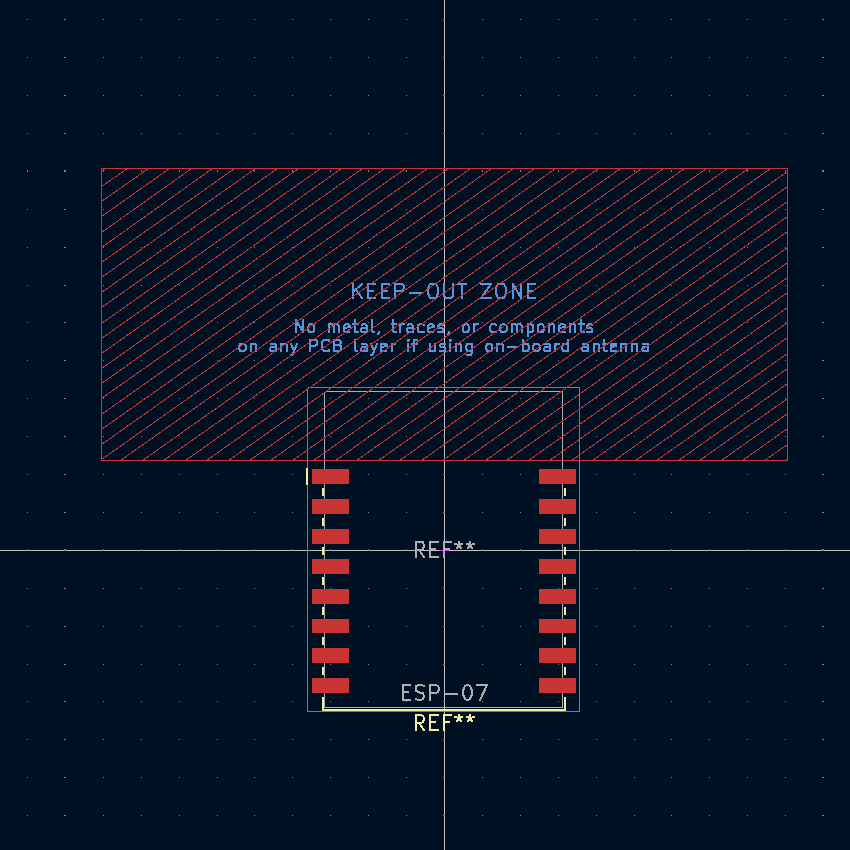 KEEP-OUT ZONE
No metal, traces, or components
on any PCB layer if using on-board antenna
REF**
ESP-07
REF**